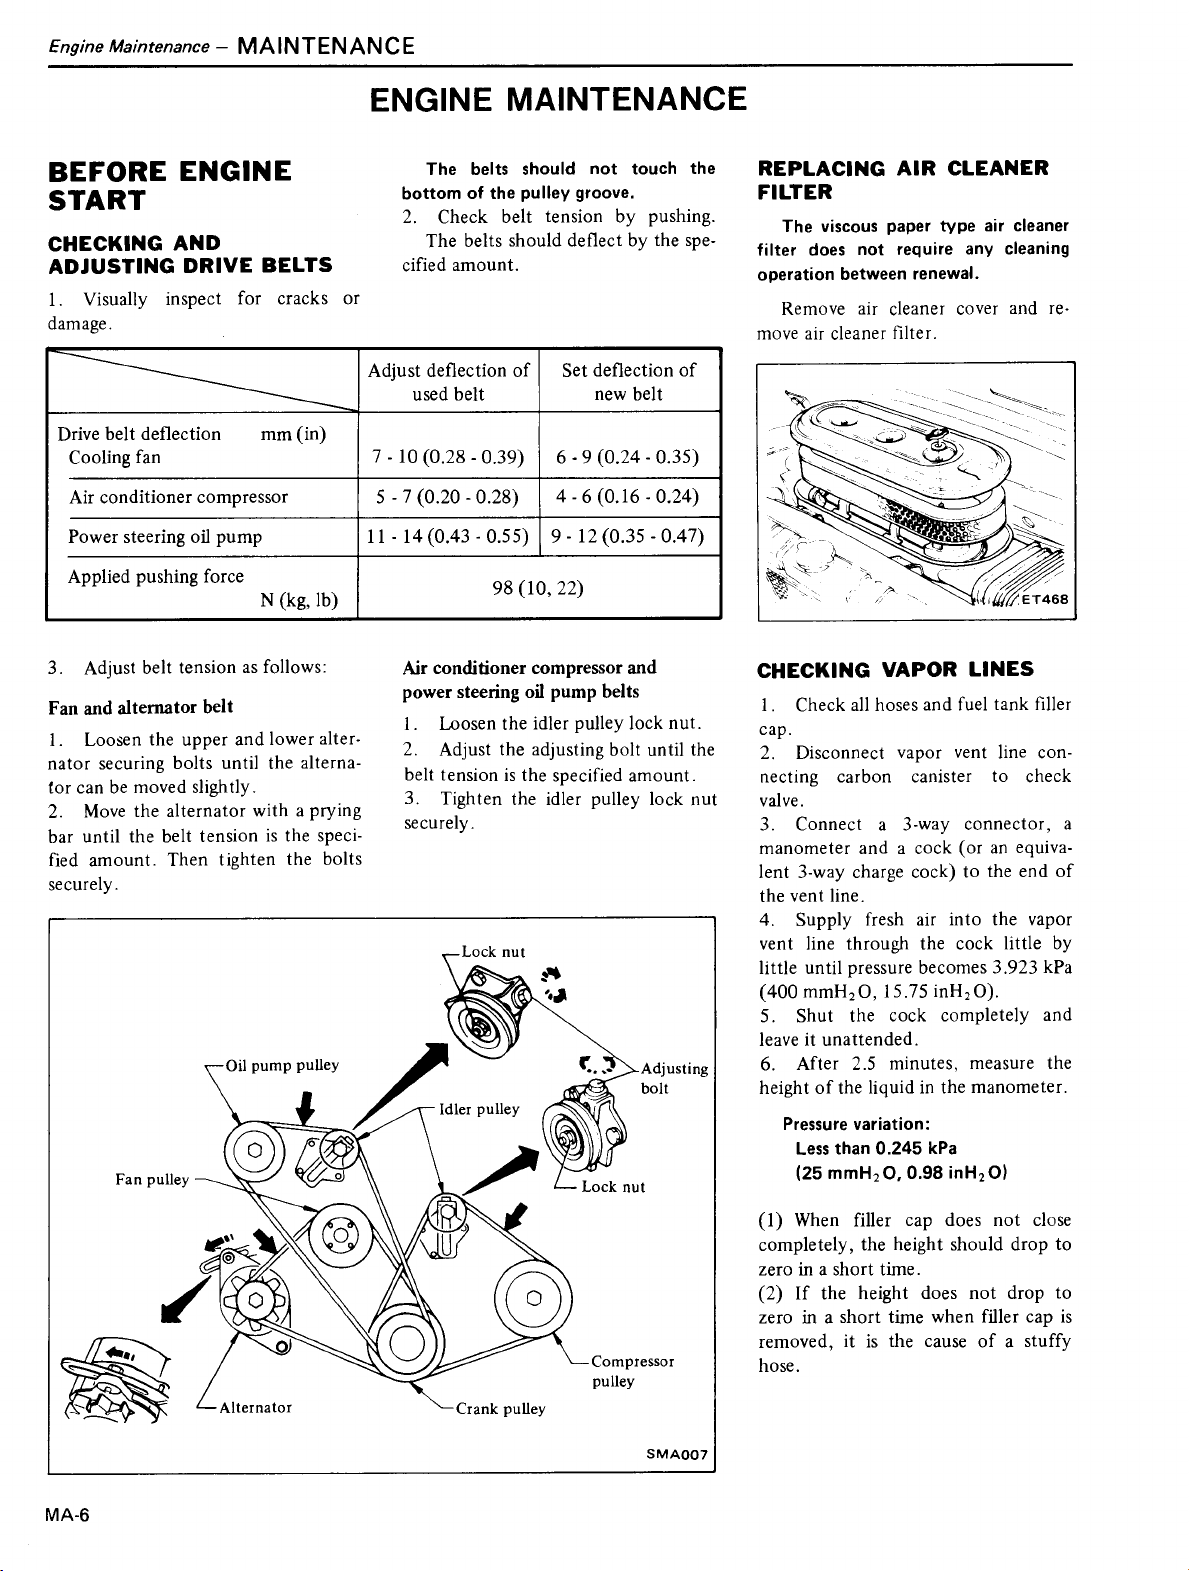 Engine Maintenance – MAINTENANCE
ENGINE MAINTENANCE
BEFORE ENGINE
START
CHECKING AND
ADJUSTING DRIVE BELTS
1. Visually inspect for cracks or
damage.
The belts should not touch the
bottom of the pulley groove.
2. Check belt tension by pushing.
The belts should deflect by the spe-
cified amount.
Adjust deflection of
used belt
Set deflection of
new belt
Drive belt deflection mm (in)
Cooling fan 7 - 10 (0.28 - 0.39) 6 - 9 (0.24 - 0.35)
Air conditioner compressor 5 - 7 (0.20 - 0.28) 4 - 6 (0.16 - 0.24)
Power steering oil pump 11 - 14 (0.43 - 0.55) 9 - 12 (0.35 - 0.47)
Applied pushing force
N (kg, lb) 98 (10, 22)
3. Adjust belt tension as follows:
Fan and alternator belt
1. Loosen the upper and lower alter-
nator securing bolts until the alterna-
tor can be moved slightly.
2. Move the alternator with a prying
bar until the belt tension is the speci-
fied amount. Then tighten the bolts
securely.
Air conditioner compressor and
power steering oil pump belts
1. Loosen the idler pulley lock nut.
2. Adjust the adjusting bolt until the
belt tension is the specified amount.
3. Tighten the idler pulley lock nut
securely.
Lock nut
Oil pump pulley
Adjusting
bolt
Idler pulley
Fan pulley
Lock nut
Compressor
pulley
Alternator
Crank pulley
SMA007
REPLACING AIR CLEANER
FILTER
The viscous paper type air cleaner
filter does not require any cleaning
operation between renewal.
Remove air cleaner cover and re-
move air cleaner filter.
ET468
CHECKING VAPOR LINES
1. Check all hoses and fuel tank filler
cap.
2. Disconnect vapor vent line con-
necting carbon canister to check
valve.
3. Connect a 3-way connector, a
manometer and a cock (or an equiva-
lent 3-way charge cock) to the end of
the vent line.
4. Supply fresh air into the vapor
vent line through the cock little by
little until pressure becomes 3.923 kPa
(400 mmH₂O, 15.75 inH₂O).
5. Shut the cock completely and
leave it unattended.
6. After 2.5 minutes, measure the
height of the liquid in the manometer.
Pressure variation:
Less than 0.245 kPa
(25 mmH₂O, 0.98 inH₂O)
(1) When filler cap does not close
completely, the height should drop to
zero in a short time.
(2) If the height does not drop to
zero in a short time when filler cap is
removed, it is the cause of a stuffy
hose.
MA-6